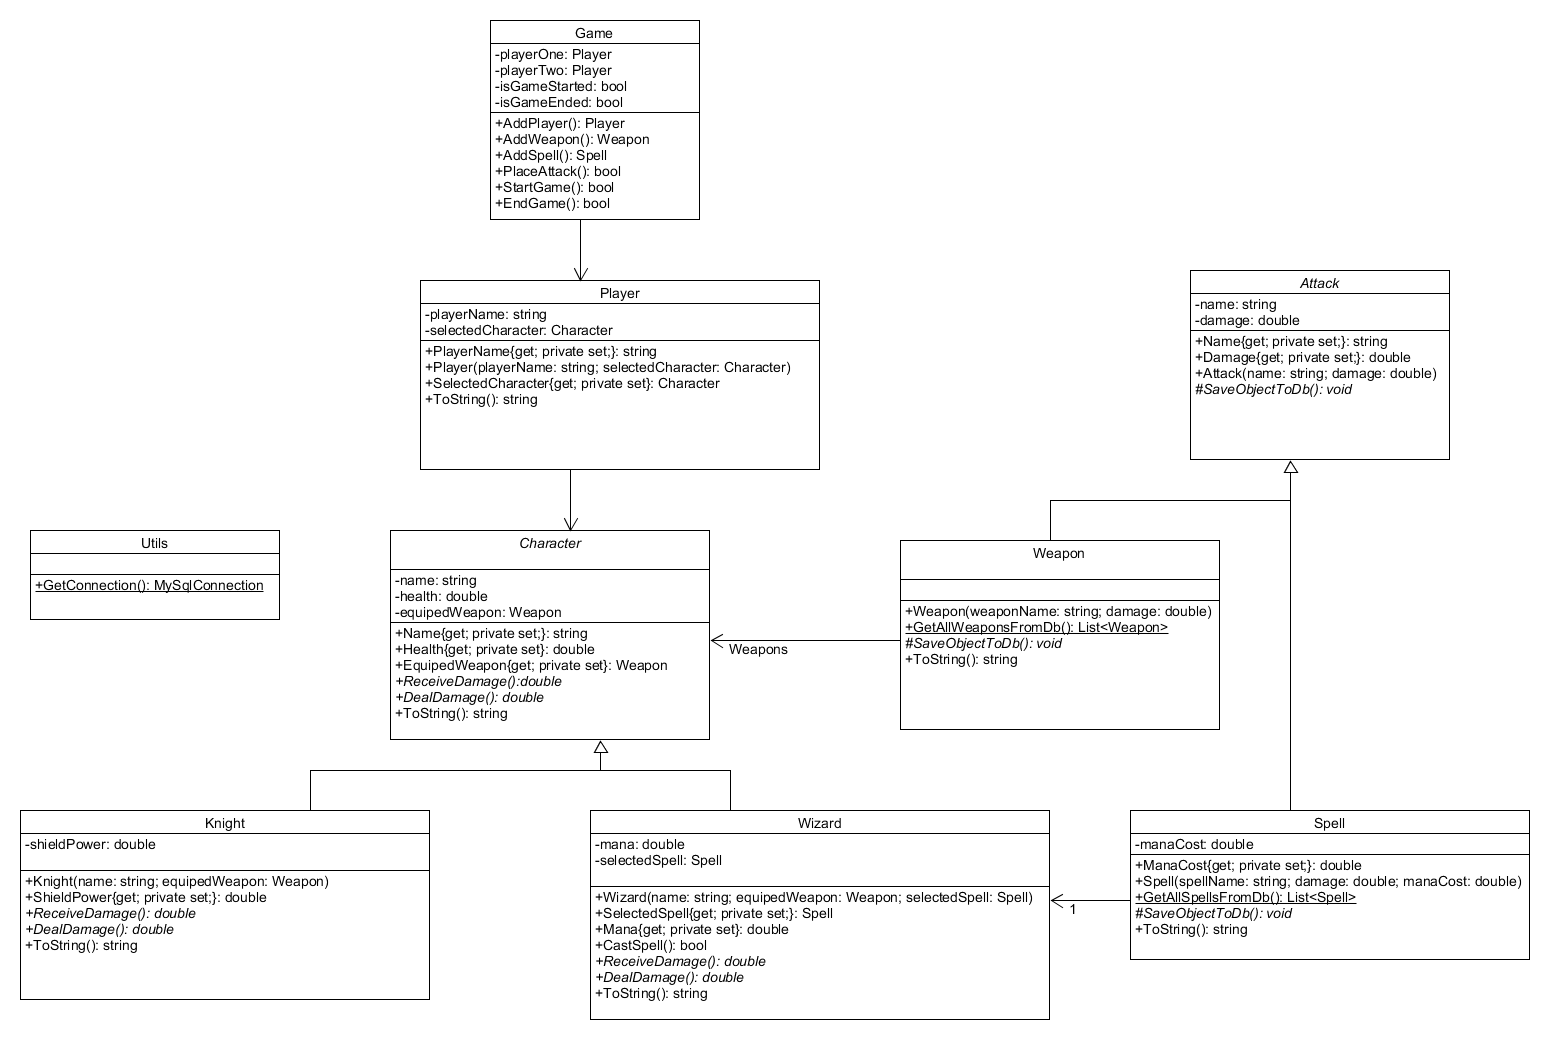 Game
-playerOne: Player
-playerTwo: Player
-isGameStarted: bool
-isGameEnded: bool
+AddPlayer(): Player
+AddWeapon(): Weapon
+AddSpell(): Spell
+PlaceAttack(): bool
+StartGame(): bool
+EndGame(): bool
Player
-playerName: string
-selectedCharacter: Character
+PlayerName{get; private set;}: string
+Player(playerName: string; selectedCharacter: Character)
+SelectedCharacter{get; private set}: Character
+ToString(): string
Attack
-name: string
-damage: double
+Name{get; private set;}: string
+Damage{get; private set;}: double
+Attack(name: string; damage: double)
#SaveObjectToDb(): void
Utils
+GetConnection(): MySqlConnection
Character
-name: string
-health: double
-equipedWeapon: Weapon
+Name{get; private set;}: string
+Health{get; private set}: double
+EquipedWeapon{get; private set}: Weapon
+ReceiveDamage():double
+DealDamage(): double
+ToString(): string
Weapons
Weapon
+Weapon(weaponName: string; damage: double)
+GetAllWeaponsFromDb(): List<Weapon>
#SaveObjectToDb(): void
+ToString(): string
Knight
-shieldPower: double
+Knight(name: string; equipedWeapon: Weapon)
+ShieldPower{get; private set;}: double
+ReceiveDamage(): double
+DealDamage(): double
+ToString(): string
Wizard
-mana: double
-selectedSpell: Spell
+Wizard(name: string; equipedWeapon: Weapon; selectedSpell: Spell)
+SelectedSpell{get; private set;}: Spell
+Mana{get; private set}: double
+CastSpell(): bool
+ReceiveDamage(): double
+DealDamage(): double
+ToString(): string
1
Spell
-manaCost: double
+ManaCost{get; private set;}: double
+Spell(spellName: string; damage: double; manaCost: double)
+GetAllSpellsFromDb(): List<Spell>
#SaveObjectToDb(): void
+ToString(): string